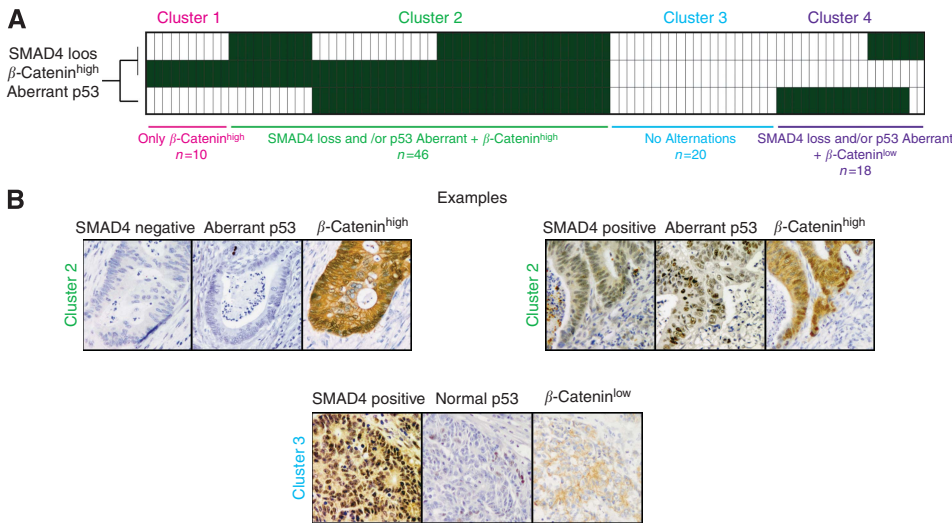 A
Cluster 1 Cluster 2 Cluster 3 Cluster 4
SMAD4 loos
β-Catenin^high
Aberrant p53
Only β-Catenin^high
n=10
SMAD4 loss and /or p53 Aberrant + β-Catenin^high
n=46
No Alternations
n=20
SMAD4 loss and/or p53 Aberrant
+ β-Catenin^low
n=18
B
Examples
SMAD4 negative Aberrant p53 β-Catenin^high
Cluster 2
SMAD4 positive Aberrant p53 β-Catenin^high
Cluster 2
SMAD4 positive Normal p53 β-Catenin^low
Cluster 3